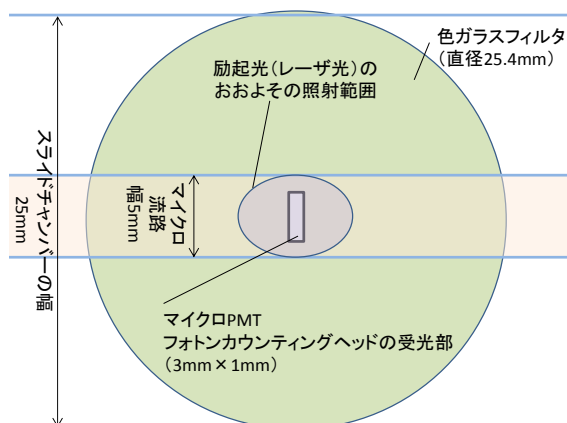 色ガラスフィルタ
（直径25.4mm）
励起光（レーザ光）の
おおよその照射範囲
スライドチャンバーの幅
25mm
マイクロ
流路
幅5mm
マイクロPMT
フォトンカウンティングヘッドの受光部
（3mm×1mm）